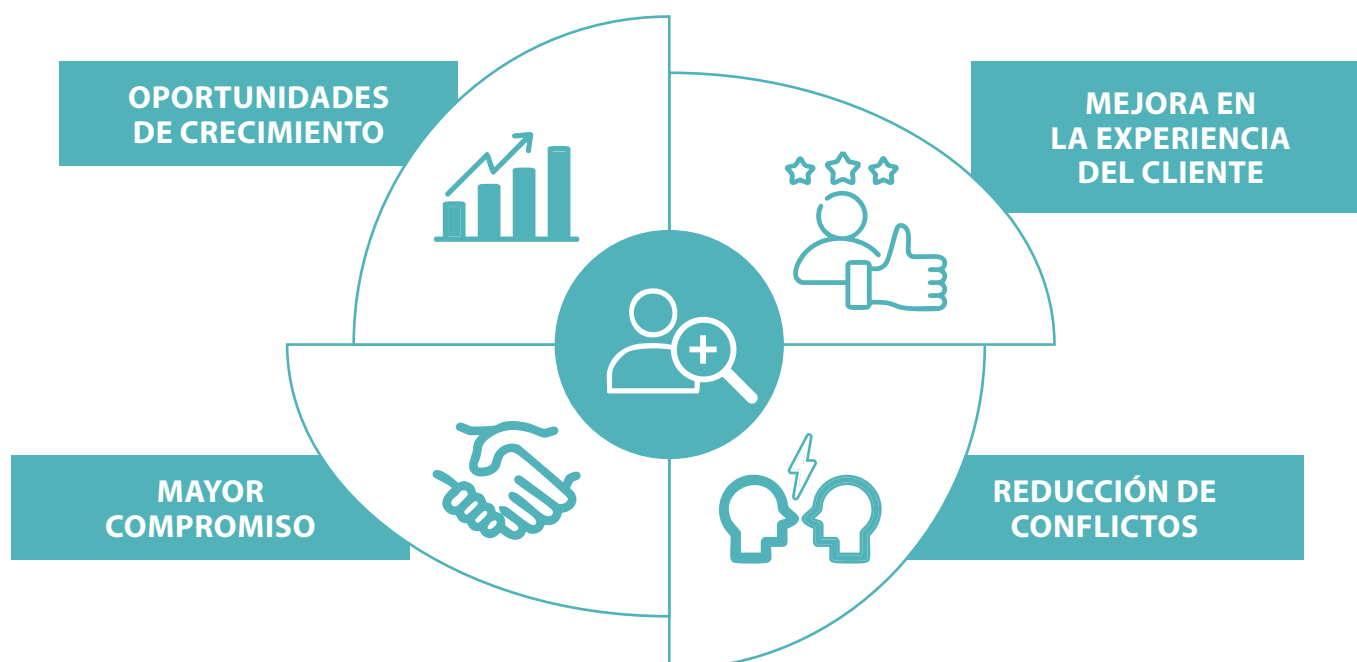 OPORTUNIDADES
DE CRECIMIENTO
MEJORA EN
LA EXPERIENCIA
DEL CLIENTE
MAYOR
COMPROMISO
REDUCCIÓN DE
CONFLICTOS